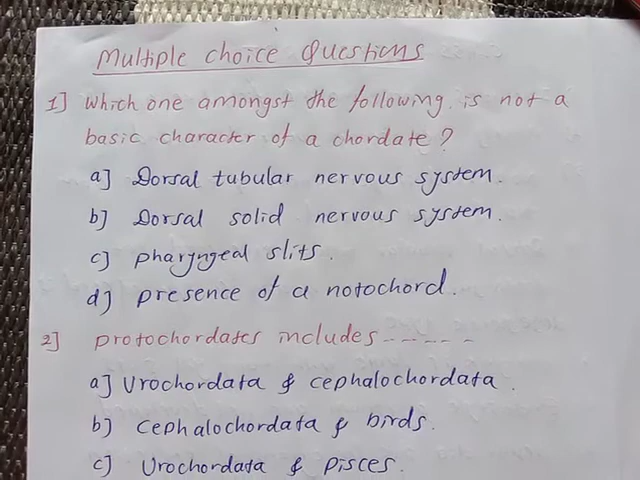 Multiple choice Questions
1] Which one amongst the following is not a
basic character of a chordate?
a] Dorsal tubular nervous system.
b] Dorsal solid nervous system.
c] pharyngeal slits.
d] presence of a notochord.
2] protochordates includes-----
a] Urochordata & cephalochordata.
b] cephalochordata & birds.
c] Urochordata & pisces.